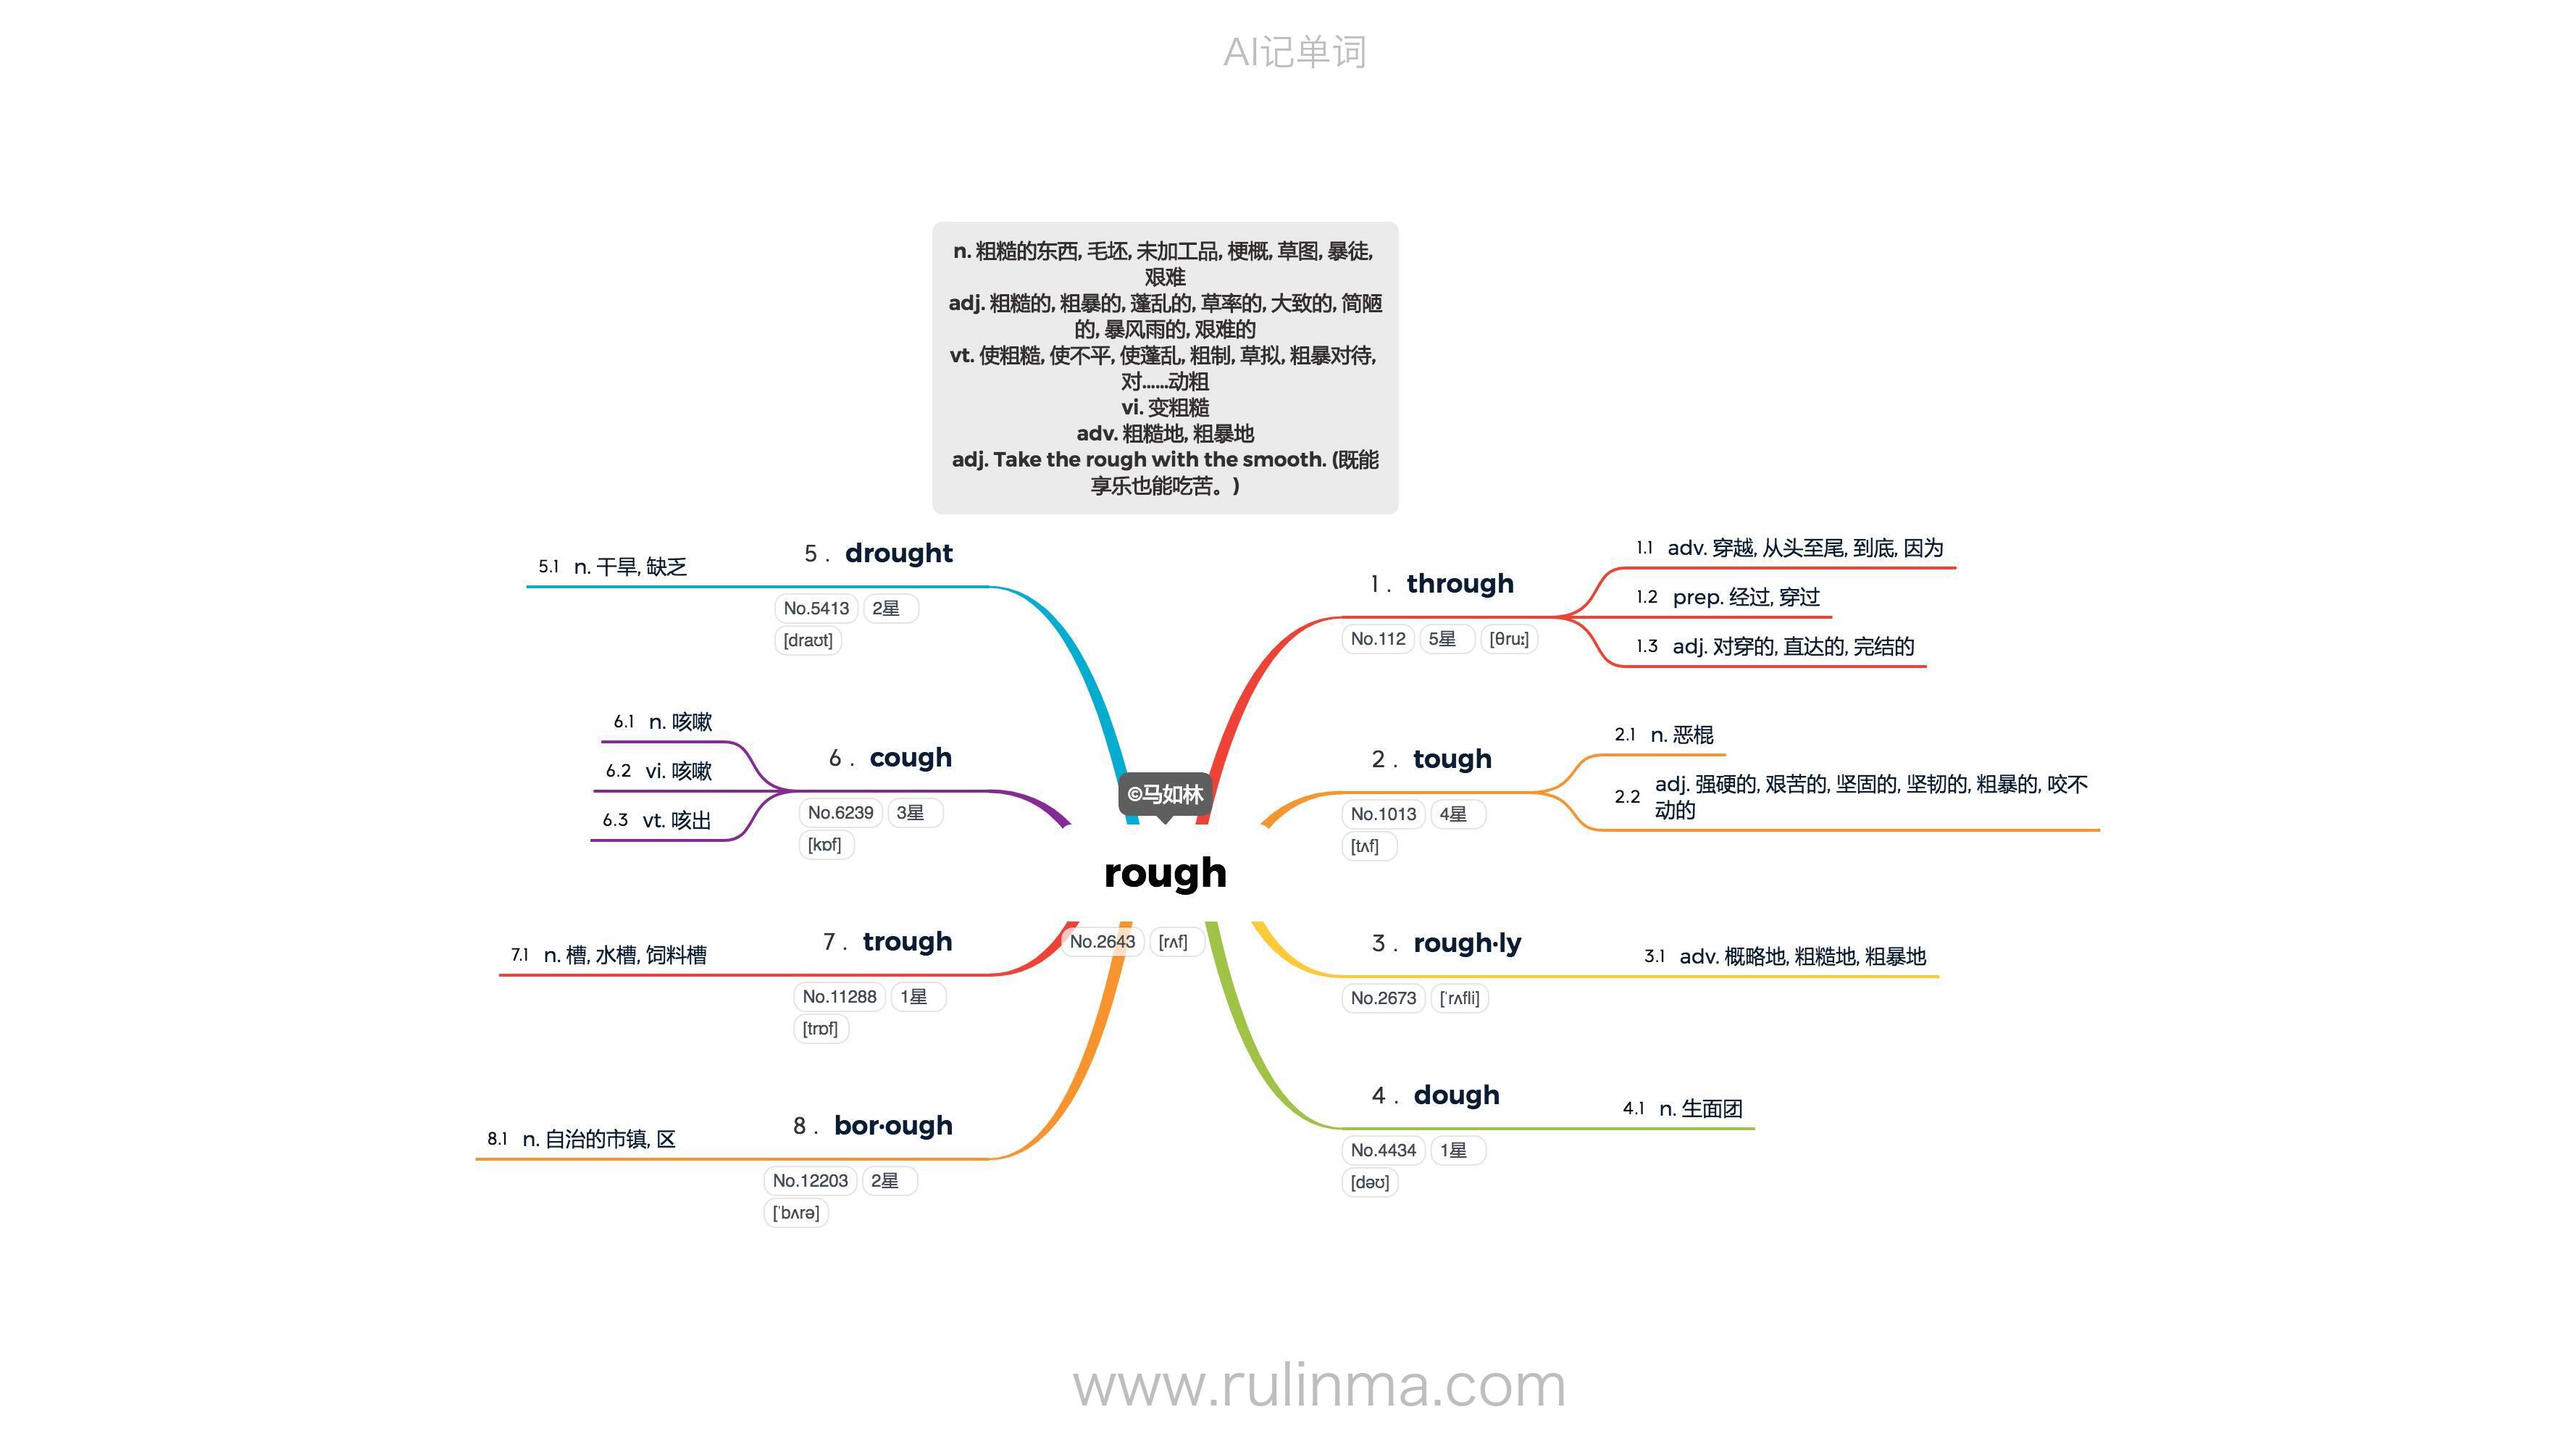 AI记单词
n. 粗糙的东西, 毛坯, 未加工品, 梗概, 草图, 暴徒,
艰难
adj. 粗糙的, 粗暴的, 蓬乱的, 草率的, 大致的, 简陋
的, 暴风雨的, 艰难的
vt. 使粗糙, 使不平, 使蓬乱, 粗制, 草拟, 粗暴对待,
对......动粗
vi. 变粗糙
adv. 粗糙地, 粗暴地
adj. Take the rough with the smooth. (既能
享乐也能吃苦。)
©马如林
rough
No.2643 [rʌf]
1. through
No.112 5星 [θruː]
1.1 adv. 穿越, 从头至尾, 到底, 因为
1.2 prep. 经过, 穿过
1.3 adj. 对穿的, 直达的, 完结的
2. tough
No.1013 4星
[tʌf]
2.1 n. 恶棍
2.2 adj. 强硬的, 艰苦的, 坚固的, 坚韧的, 粗暴的, 咬不
动的
3. rough·ly
No.2673 [ˈrʌfli]
3.1 adv. 概略地, 粗糙地, 粗暴地
4. dough
No.4434 1星
[dəʊ]
4.1 n. 生面团
5. drought
No.5413 2星
[draʊt]
5.1 n. 干旱, 缺乏
6. cough
No.6239 3星
[kɒf]
6.1 n. 咳嗽
6.2 vi. 咳嗽
6.3 vt. 咳出
7. trough
No.11288 1星
[trɒf]
7.1 n. 槽, 水槽, 饲料槽
8. bor·ough
No.12203 2星
[ˈbʌrə]
8.1 n. 自治的市镇, 区
www.rulinma.com